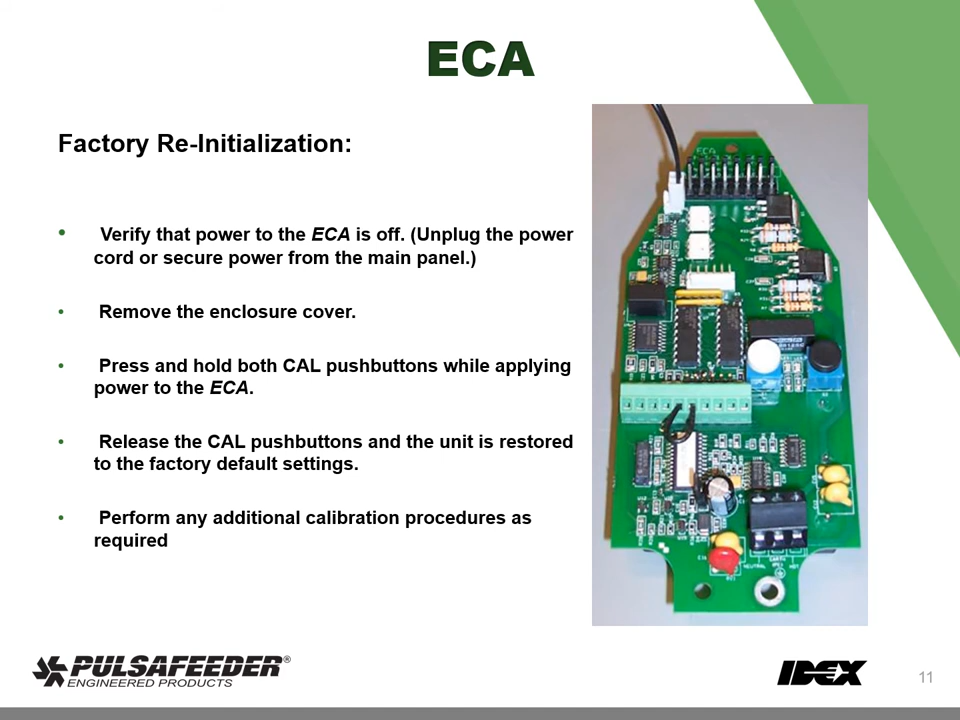 ECA
Factory Re-Initialization:
• Verify that power to the ECA is off. (Unplug the power
cord or secure power from the main panel.)
• Remove the enclosure cover.
• Press and hold both CAL pushbuttons while applying
power to the ECA.
• Release the CAL pushbuttons and the unit is restored
to the factory default settings.
• Perform any additional calibration procedures as
required
ECA
NEUTRAL
HOT
PULSAFEEDER®
ENGINEERED PRODUCTS
IDEX
11